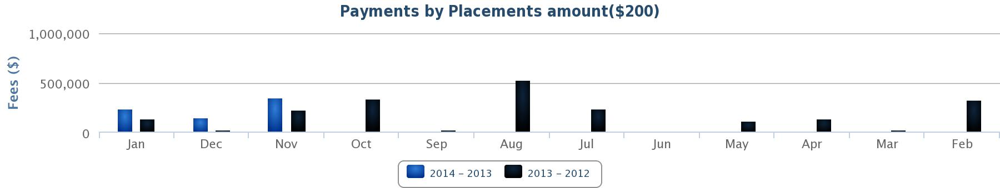 Payments by Placements amount($200)
Fees ($)
1,000,000
500,000
0
Jan Dec Nov Oct Sep Aug Jul Jun May Apr Mar Feb
2014 – 2013 2013 – 2012